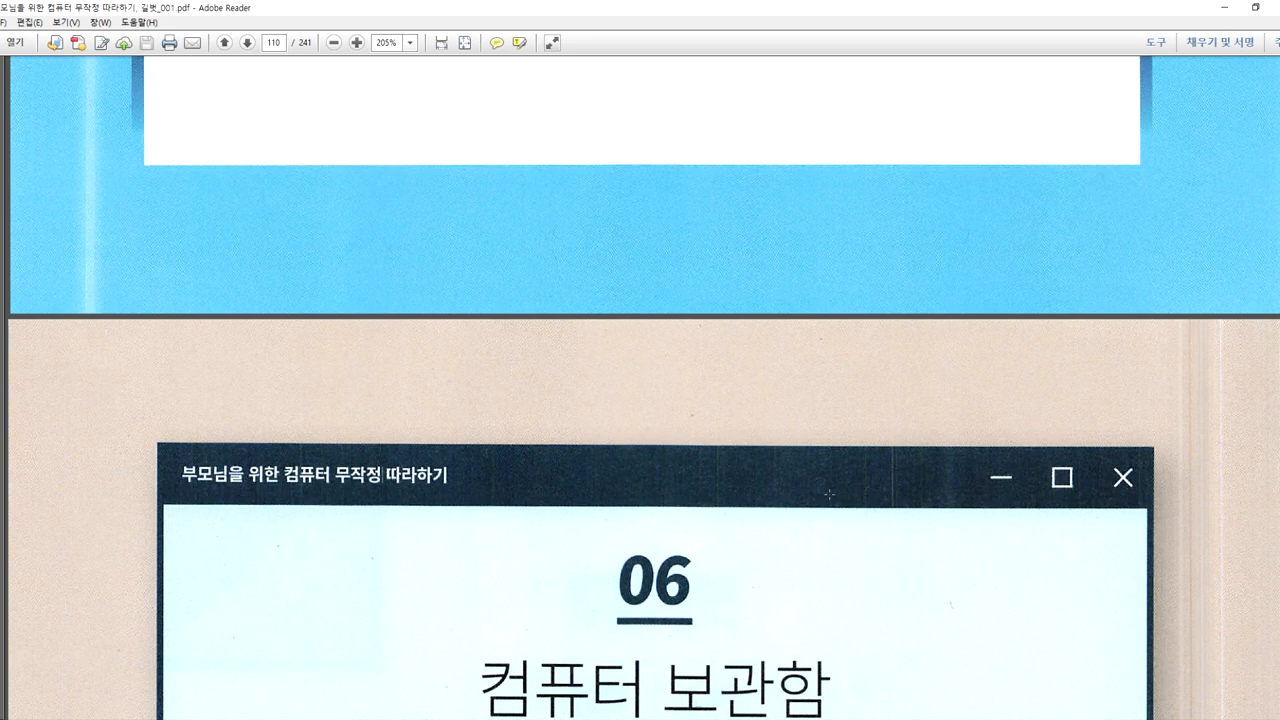 모님을 위한 컴퓨터 무작정 따라하기, 길벗_001.pdf - Adobe Reader
F) 편집(E) 보기(V) 창(W) 도움말(H)
열기 110 / 241 205% 도구 채우기 및 서명
부모님을 위한 컴퓨터 무작정 따라하기
06
컴퓨터 보관함